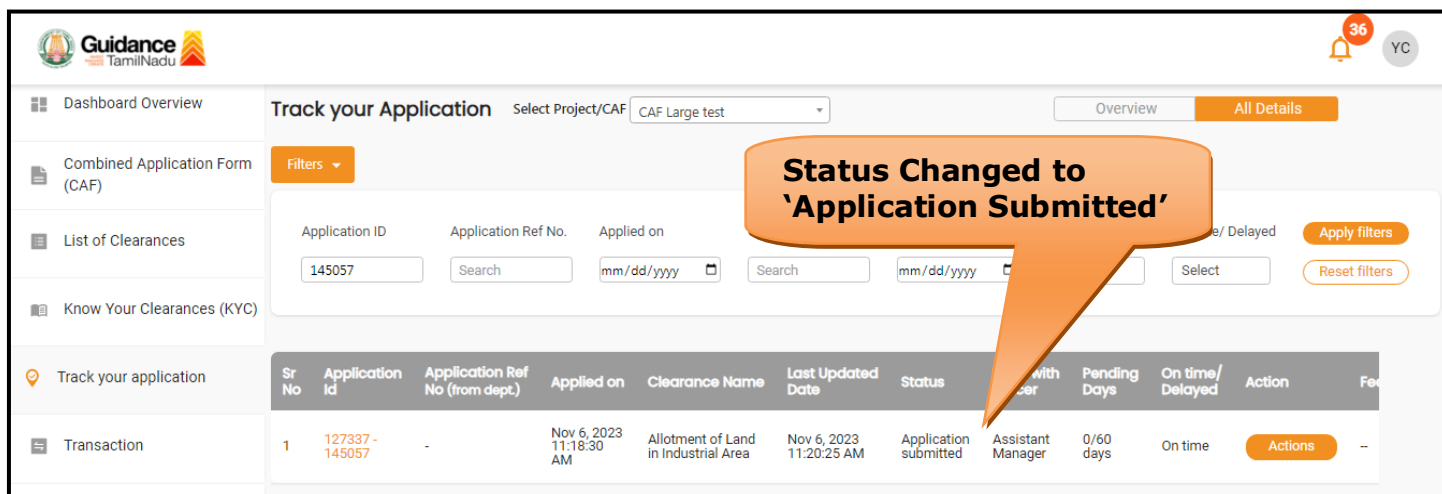 Guidance
TamilNadu
36
YC
Dashboard Overview
Combined Application Form
(CAF)
List of Clearances
Know Your Clearances (KYC)
Track your application
Transaction
Track your Application Select Project/CAF CAF Large test
Overview All Details
Filters
Status Changed to
‘Application Submitted’
Application ID Application Ref No. Applied on / Delayed Apply filters
145057 Search mm/dd/yyyy Search mm/dd/yyyy Select Reset filters
Sr No Application Id Application Ref No (from dept.) Applied on Clearance Name Last Updated Date Status with Pending Days On time/ Delayed Action
1 127337 - 145057 - Nov 6, 2023 11:18:30 AM Allotment of Land in Industrial Area Nov 6, 2023 11:20:25 AM Application submitted Assistant Manager 0/60 days On time Actions --